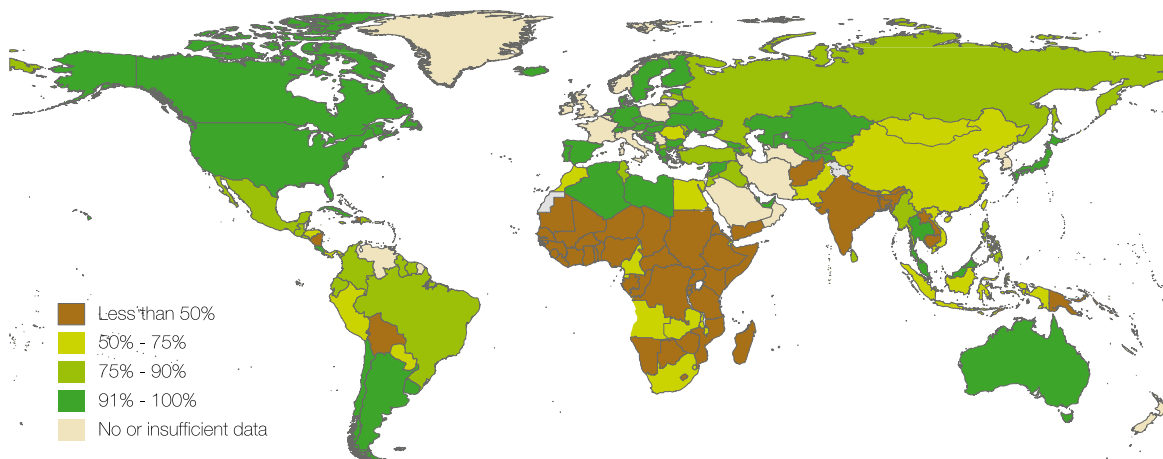 Less than 50%
50% - 75%
75% - 90%
91% - 100%
No or insufficient data